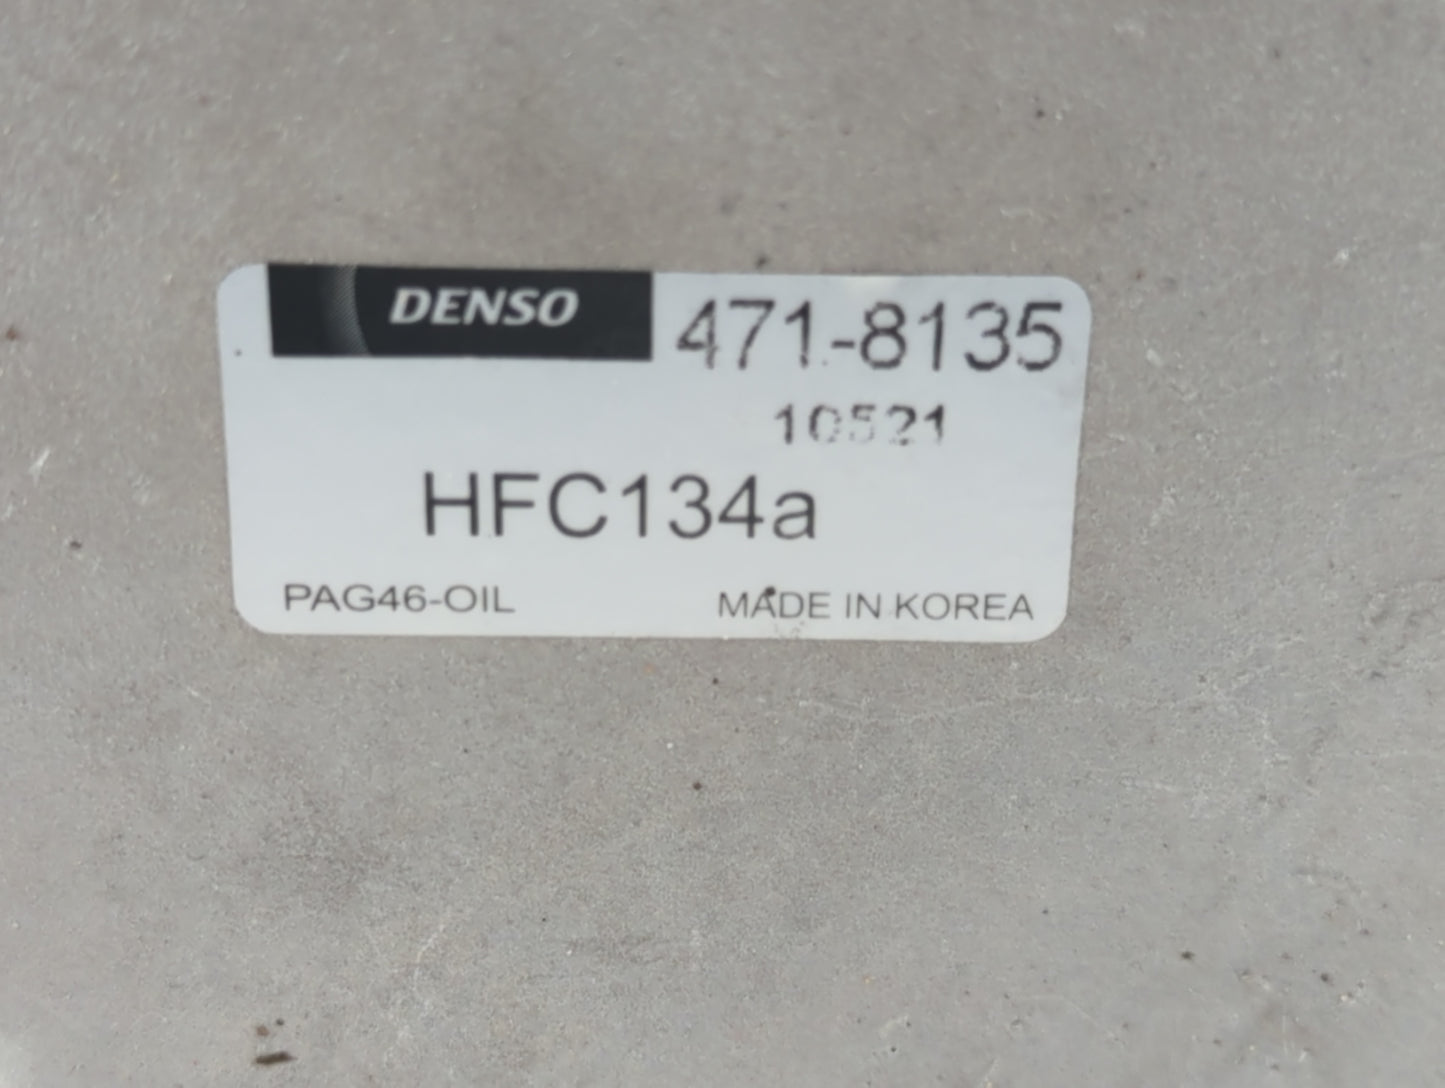 DENSO 471-8135
10521
HFC134a
PAG46-OIL MADE IN KOREA